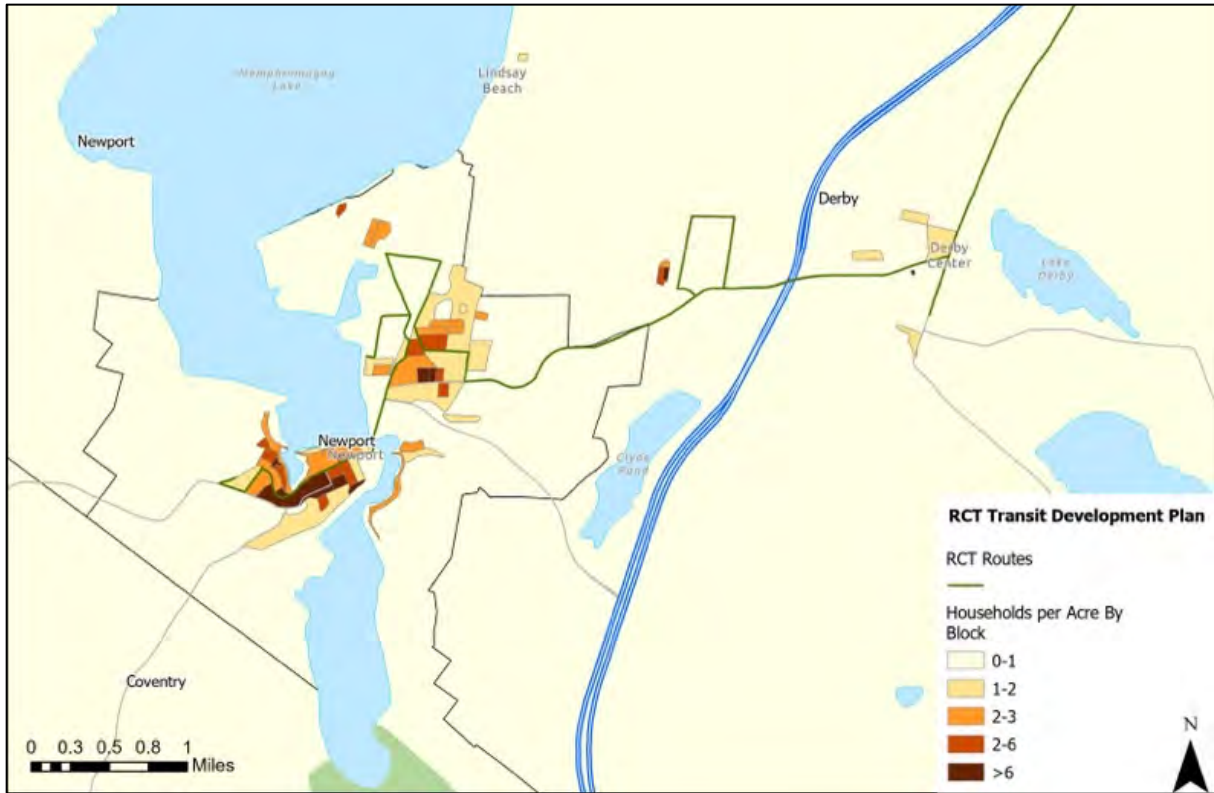 Memphremagog
Lake
Lindsay
Beach
Newport
Derby
Derby
Center
Lake
Derby
Newport
Newport
Clyde
Pond
Coventry
0 0.3 0.5 0.8 1
Miles
RCT Transit Development Plan
RCT Routes
Households per Acre By
Block
0-1
1-2
2-3
2-6
>6
N